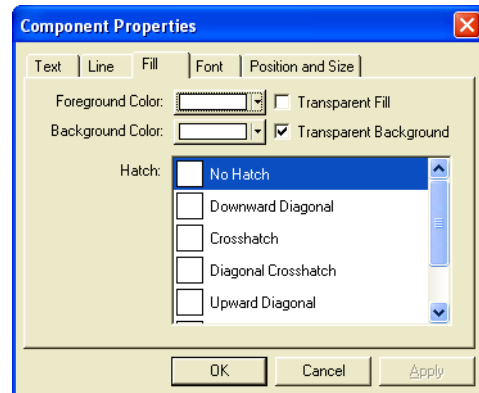 Component Properties
Text Line Fill Font Position and Size
Foreground Color: Transparent Fill
Background Color: Transparent Background
Hatch: No Hatch
Downward Diagonal
Crosshatch
Diagonal Crosshatch
Upward Diagonal
OK Cancel Apply